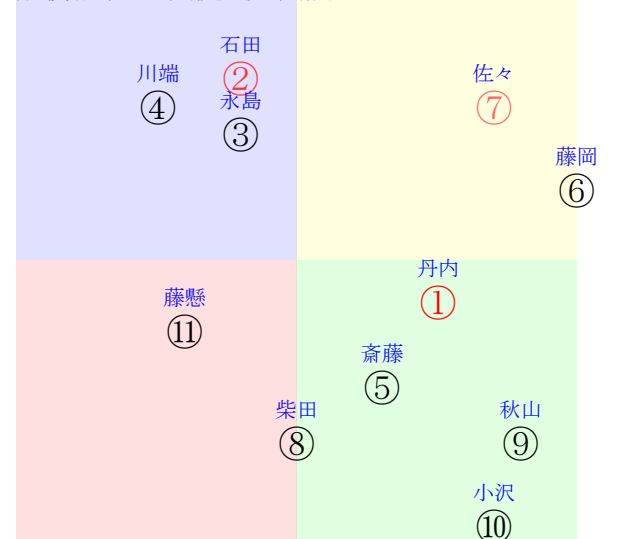 石田
②
川端
④
永島
③
佐々
⑦
藤岡
⑥
丹内
①
藤懸
⑪
斎藤
⑤
柴田
⑧
秋山
⑨
小沢
⑩